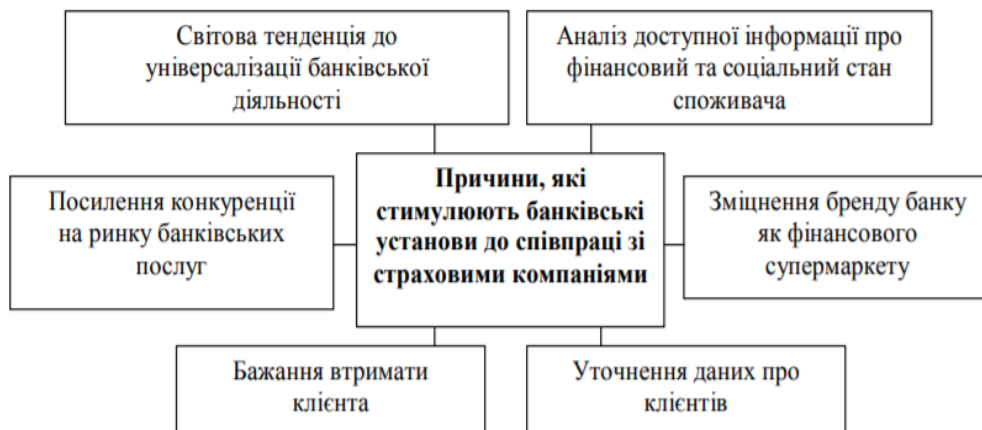 Світова тенденція до
універсалізації банківської
діяльності
Аналіз доступної інформації про
фінансовий та соціальний стан
споживача
Посилення конкуренції
на ринку банківських
послуг
Причини, які
стимулюють банківські
установи до співпраці зі
страховими компаніями
Зміцнення бренду банку
як фінансового
супермаркету
Бажання втримати
клієнта
Уточнення даних про
клієнтів